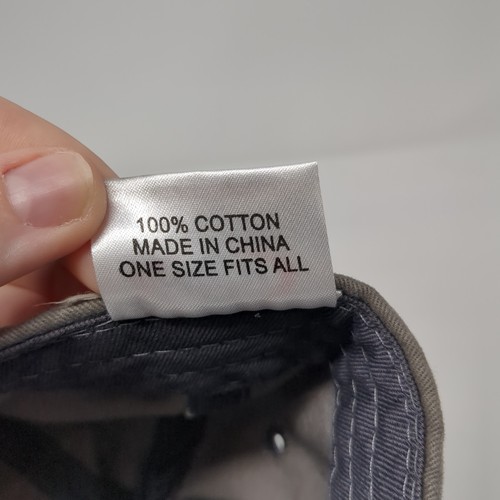 100% COTTON
MADE IN CHINA
ONE SIZE FITS ALL